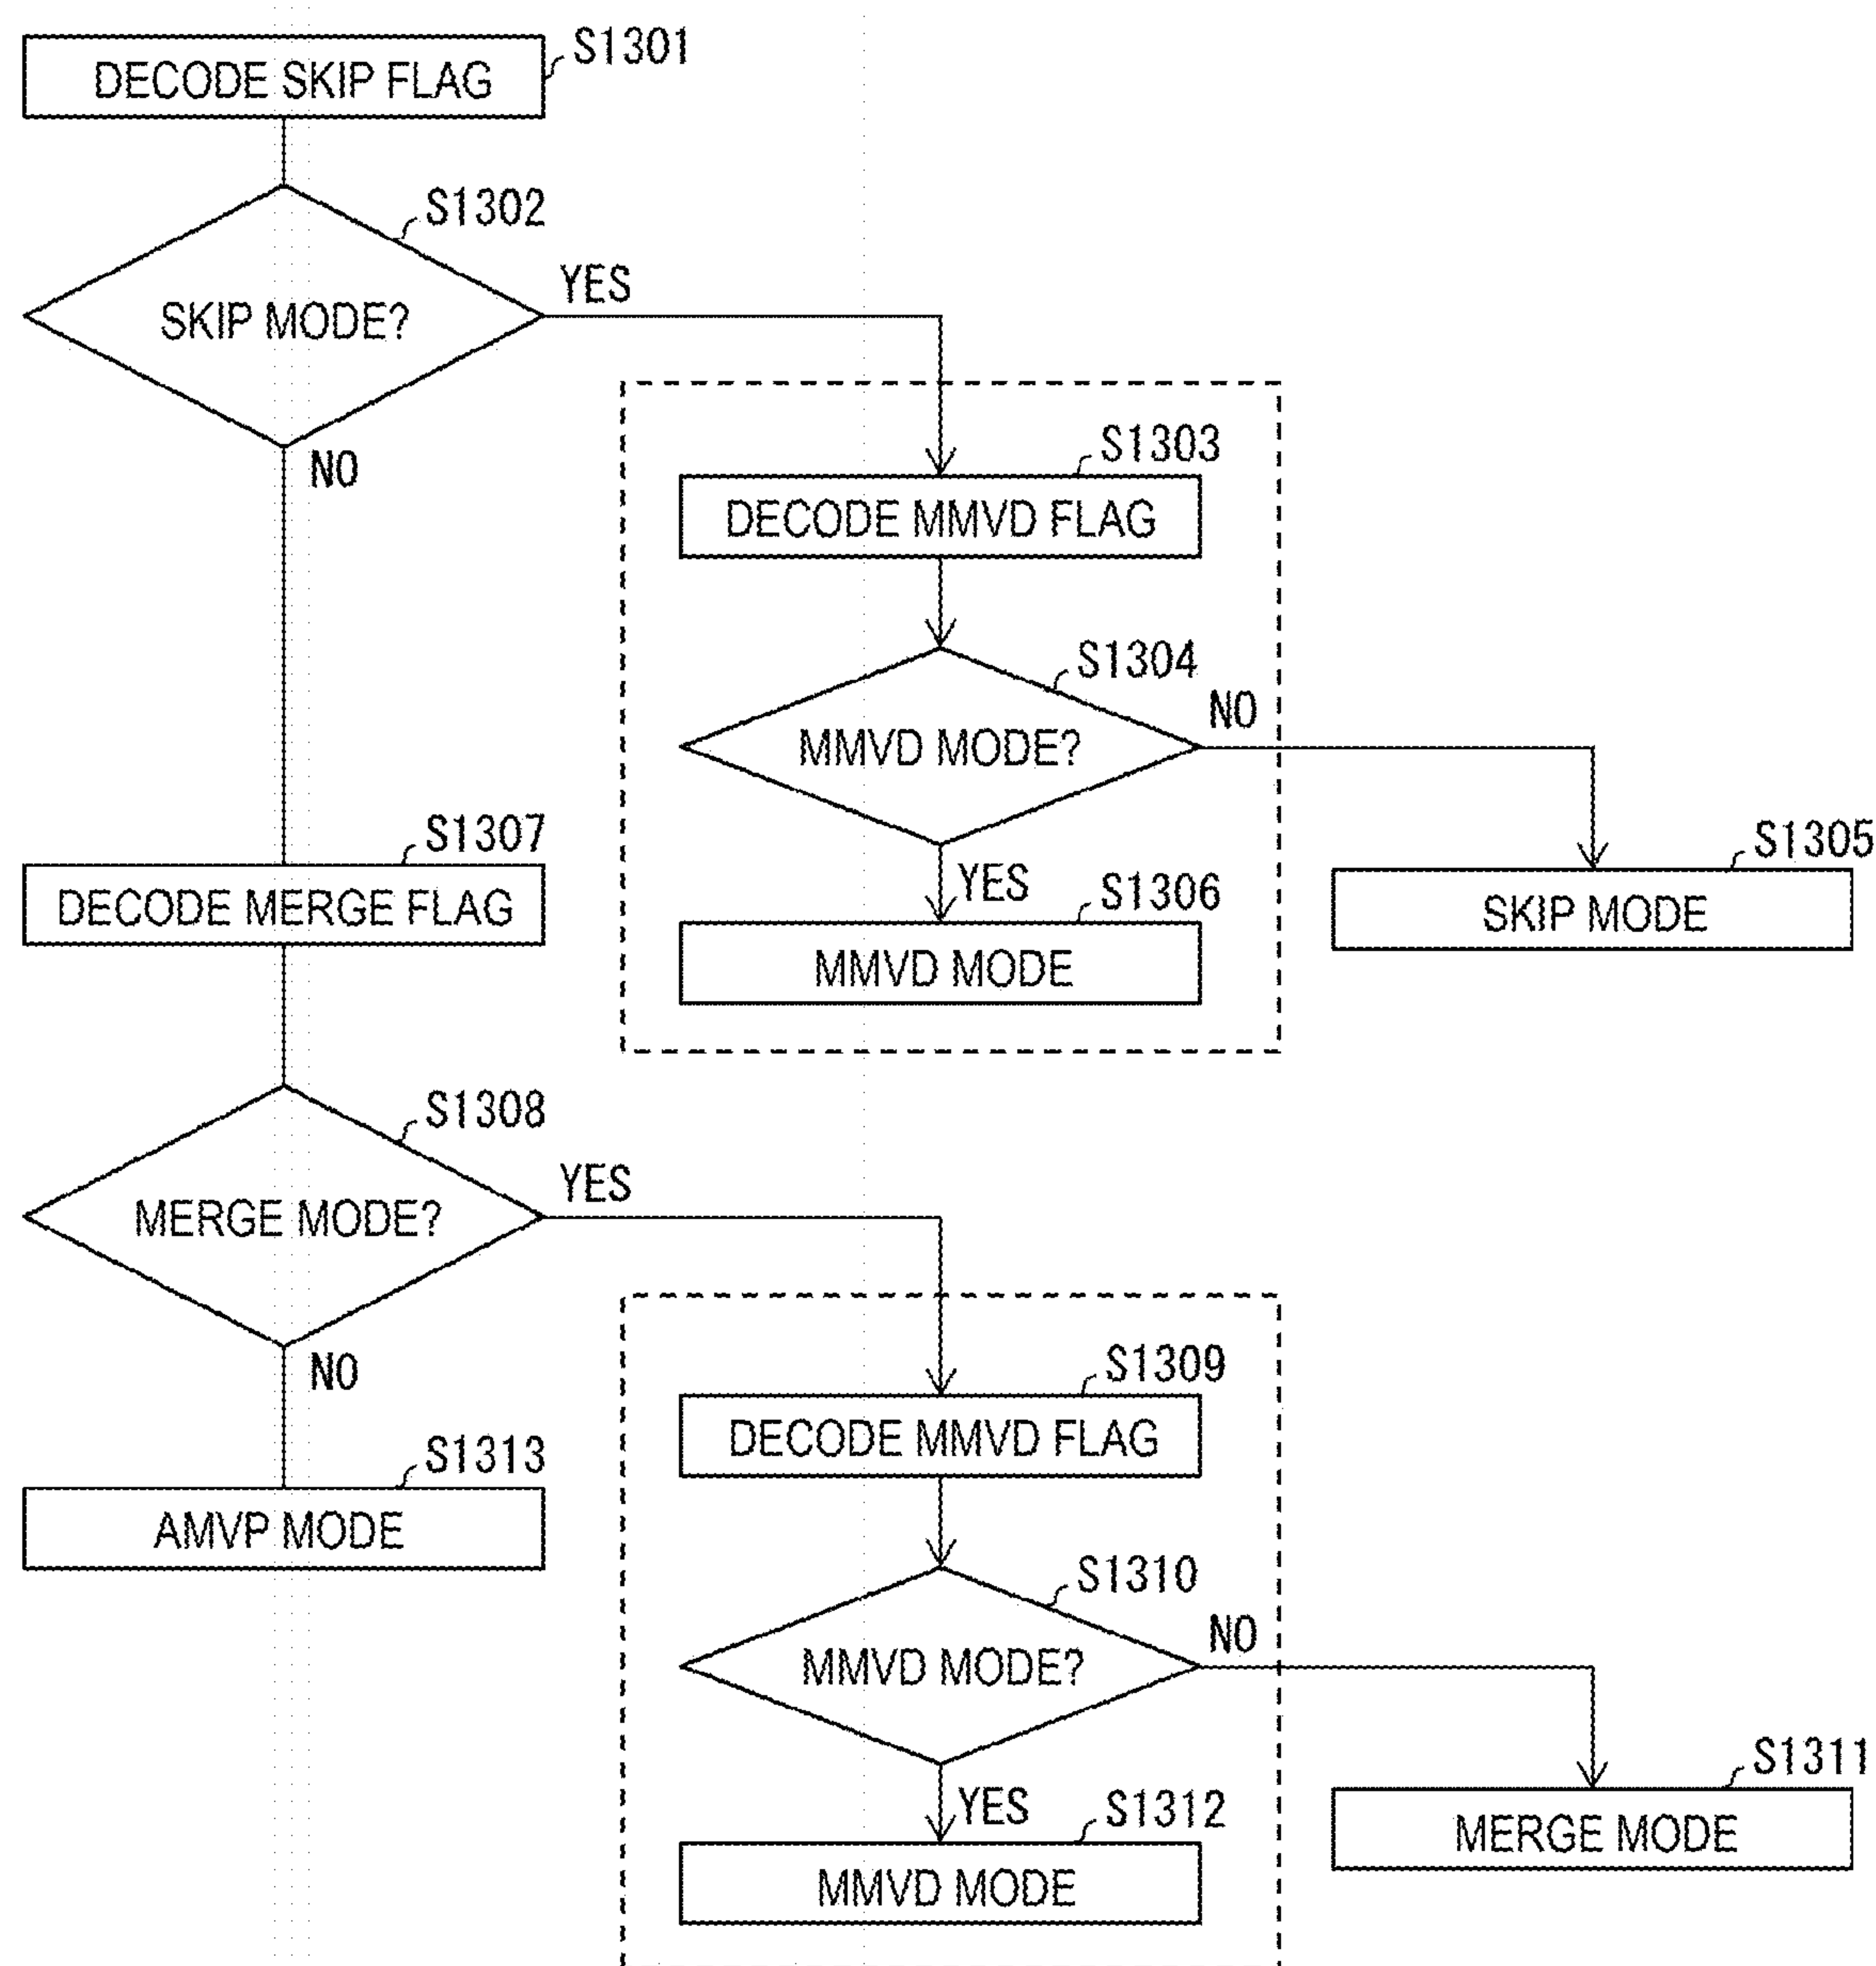 S1301
DECODE SKIP FLAG
S1302
SKIP MODE?
YES
NO
S1303
DECODE MMVD FLAG
S1304
MMVD MODE?
NO
YES
S1305
SKIP MODE
S1306
MMVD MODE
S1307
DECODE MERGE FLAG
S1308
MERGE MODE?
YES
NO
S1309
DECODE MMVD FLAG
S1310
MMVD MODE?
NO
YES
S1311
MERGE MODE
S1312
MMVD MODE
S1313
AMVP MODE